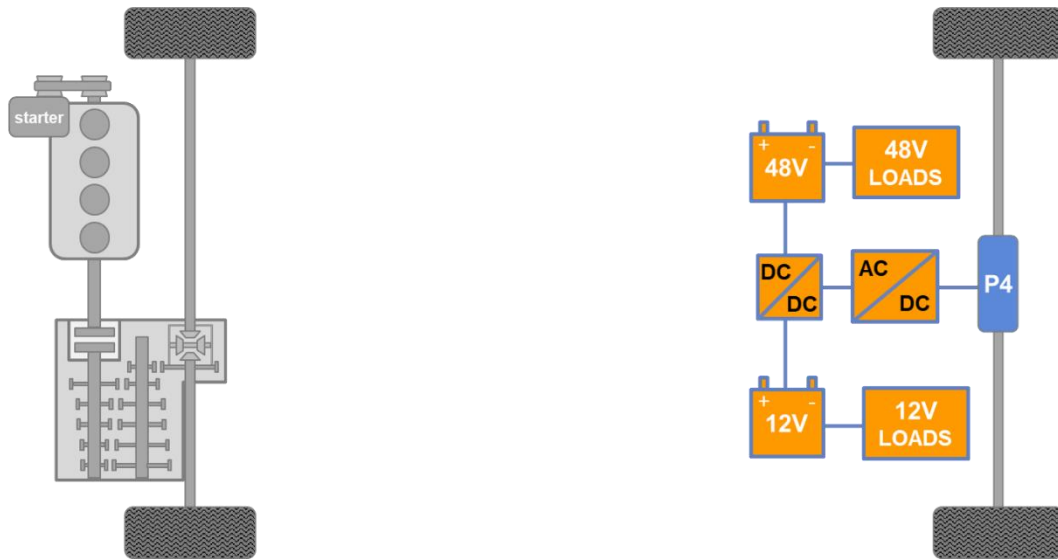 starter
+ -
48V
48V
LOADS
DC
DC
AC
DC
P4
+ -
12V
12V
LOADS